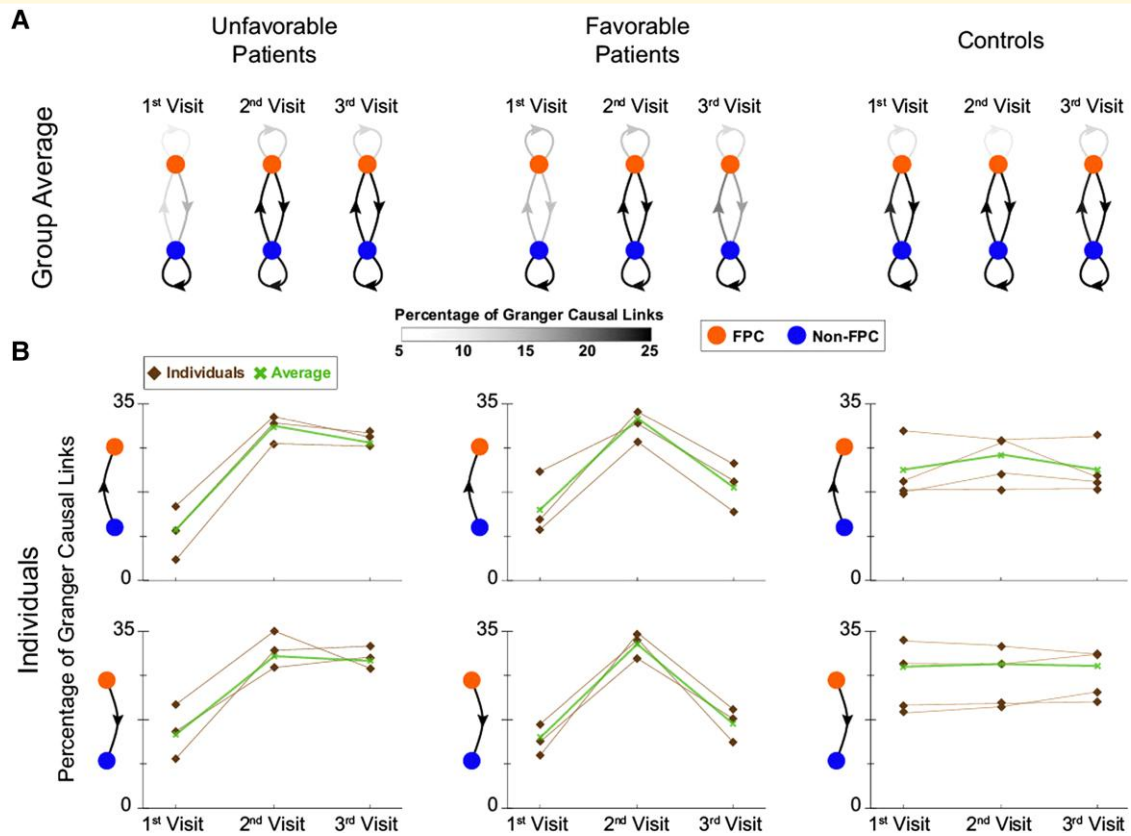 A
Unfavorable
Patients
Favorable
Patients
Controls
Group Average
1st Visit 2nd Visit 3rd Visit
1st Visit 2nd Visit 3rd Visit
1st Visit 2nd Visit 3rd Visit
Percentage of Granger Causal Links
5 10 15 20 25
FPC Non-FPC
B
Individuals Average
Individuals
Percentage of Granger Causal Links
35
0
35
0
35
0
35
0
35
0
35
0
1st Visit 2nd Visit 3rd Visit
1st Visit 2nd Visit 3rd Visit
1st Visit 2nd Visit 3rd Visit